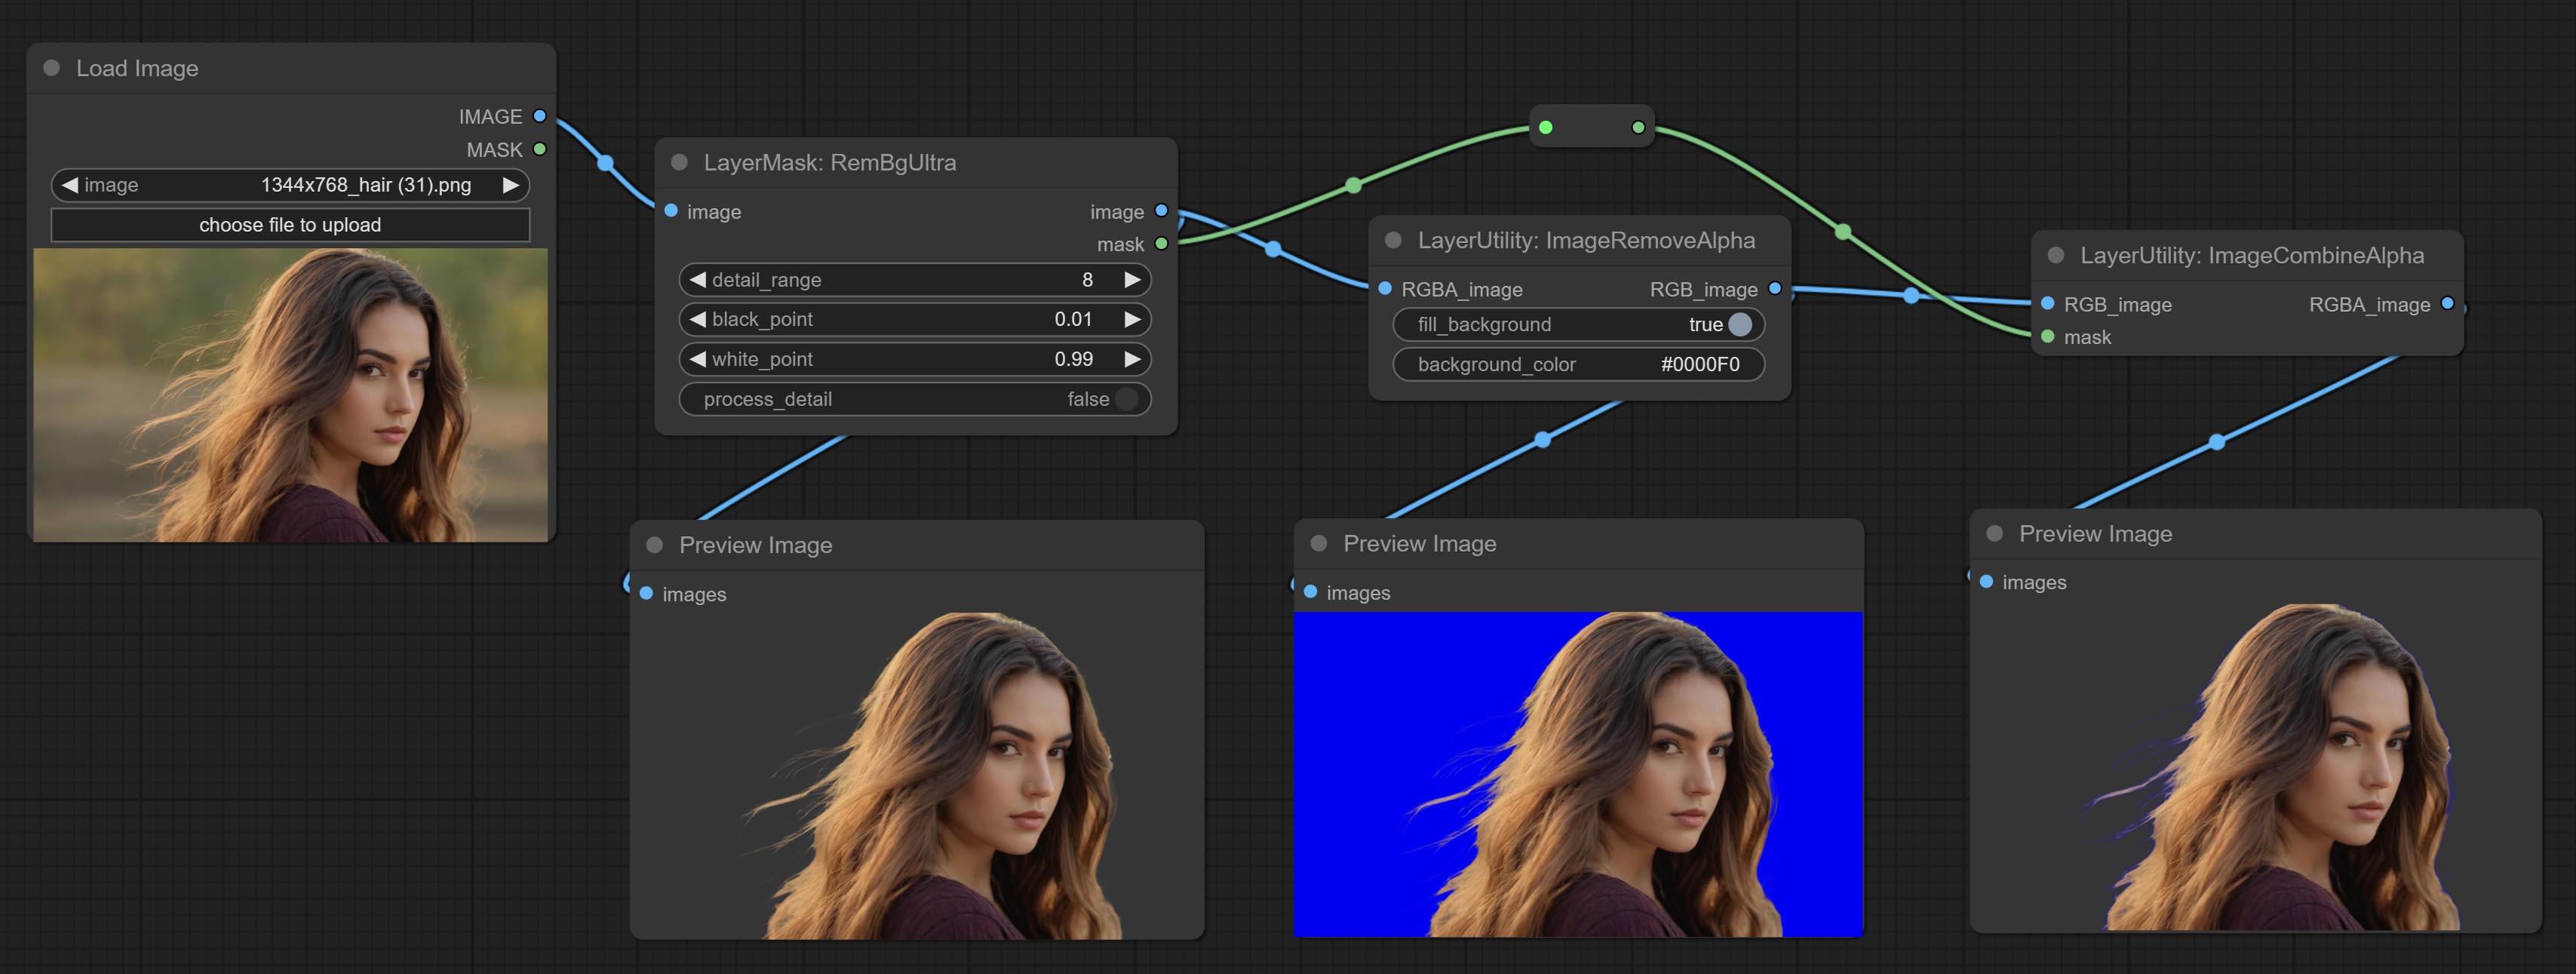 Load Image
IMAGE
MASK
image 1344x768_hair (31).png
choose file to upload
LayerMask: RemBgUltra
image image
mask
detail_range 8
black_point 0.01
white_point 0.99
process_detail false
LayerUtility: ImageRemoveAlpha
RGBA_image RGB_image
fill_background true
background_color #0000F0
LayerUtility: ImageCombineAlpha
RGB_image RGBA_image
mask
Preview Image
images
Preview Image
images
Preview Image
images